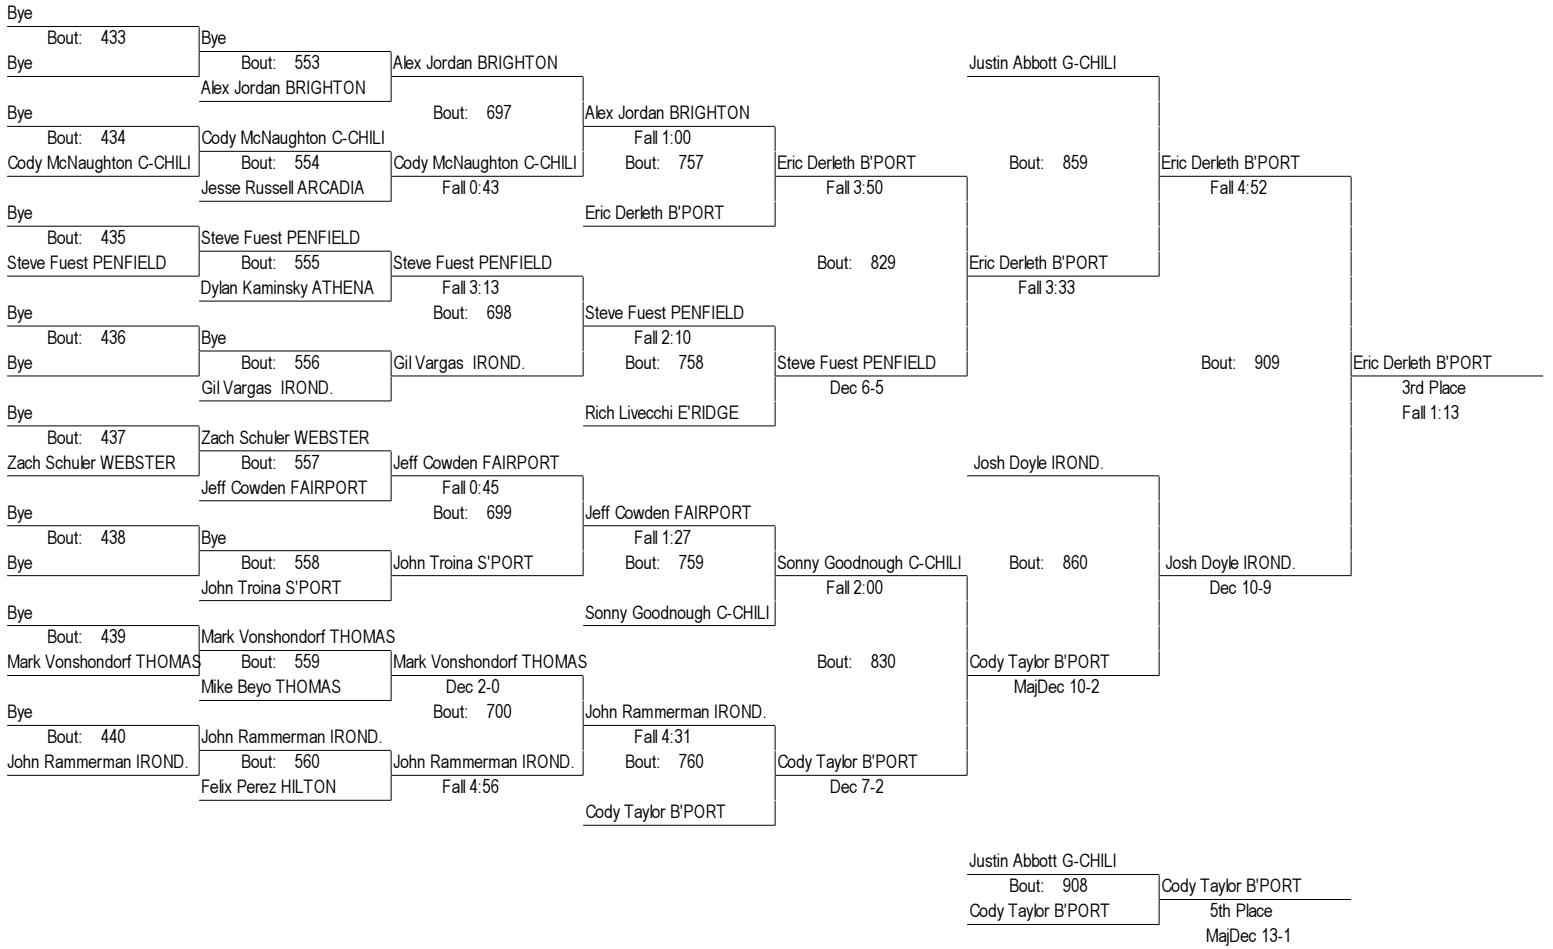 Bye
Bout: 433 Bye
Bye Bout: 553 Alex Jordan BRIGHTON Justin Abbott G-CHILI
Alex Jordan BRIGHTON
Bye Bout: 697 Alex Jordan BRIGHTON
Bout: 434 Cody McNaughton C-CHILI Fall 1:00
Cody McNaughton C-CHILI Bout: 554 Cody McNaughton C-CHILI Bout: 757 Eric Derleth B'PORT Bout: 859 Eric Derleth B'PORT
Jesse Russell ARCADIA Fall 0:43 Fall 3:50 Fall 4:52
Bye Eric Derleth B'PORT
Bout: 435 Steve Fuest PENFIELD
Steve Fuest PENFIELD Bout: 555 Steve Fuest PENFIELD Bout: 829 Eric Derleth B'PORT
Dylan Kaminsky ATHENA Fall 3:13 Fall 3:33
Bye Bout: 698 Steve Fuest PENFIELD
Bout: 436 Bye Fall 2:10
Bye Bout: 556 Gil Vargas IROND. Bout: 758 Steve Fuest PENFIELD Bout: 909 Eric Derleth B'PORT
Gil Vargas IROND. Dec 6-5 3rd Place
Bye Rich Livecchi E'RIDGE Fall 1:13
Bout: 437 Zach Schuler WEBSTER
Zach Schuler WEBSTER Bout: 557 Jeff Cowden FAIRPORT Josh Doyle IROND.
Jeff Cowden FAIRPORT Fall 0:45
Bye Bout: 699 Jeff Cowden FAIRPORT
Bout: 438 Bye Fall 1:27
Bye Bout: 558 John Troina S'PORT Bout: 759 Sonny Goodnough C-CHILI Bout: 860 Josh Doyle IROND.
John Troina S'PORT Fall 2:00 Dec 10-9
Bye Sonny Goodnough C-CHILI
Bout: 439 Mark Vonshondorf THOMAS
Mark Vonshondorf THOMAS Bout: 559 Mark Vonshondorf THOMAS Bout: 830 Cody Taylor B'PORT
Mike Beyo THOMAS Dec 2-0 MajDec 10-2
Bye Bout: 700 John Rammerman IROND.
Bout: 440 John Rammerman IROND. Fall 4:31
John Rammerman IROND. Bout: 560 John Rammerman IROND. Bout: 760 Cody Taylor B'PORT
Felix Perez HILTON Fall 4:56 Dec 7-2
Cody Taylor B'PORT
Justin Abbott G-CHILI
Bout: 908 Cody Taylor B'PORT
Cody Taylor B'PORT 5th Place
MajDec 13-1